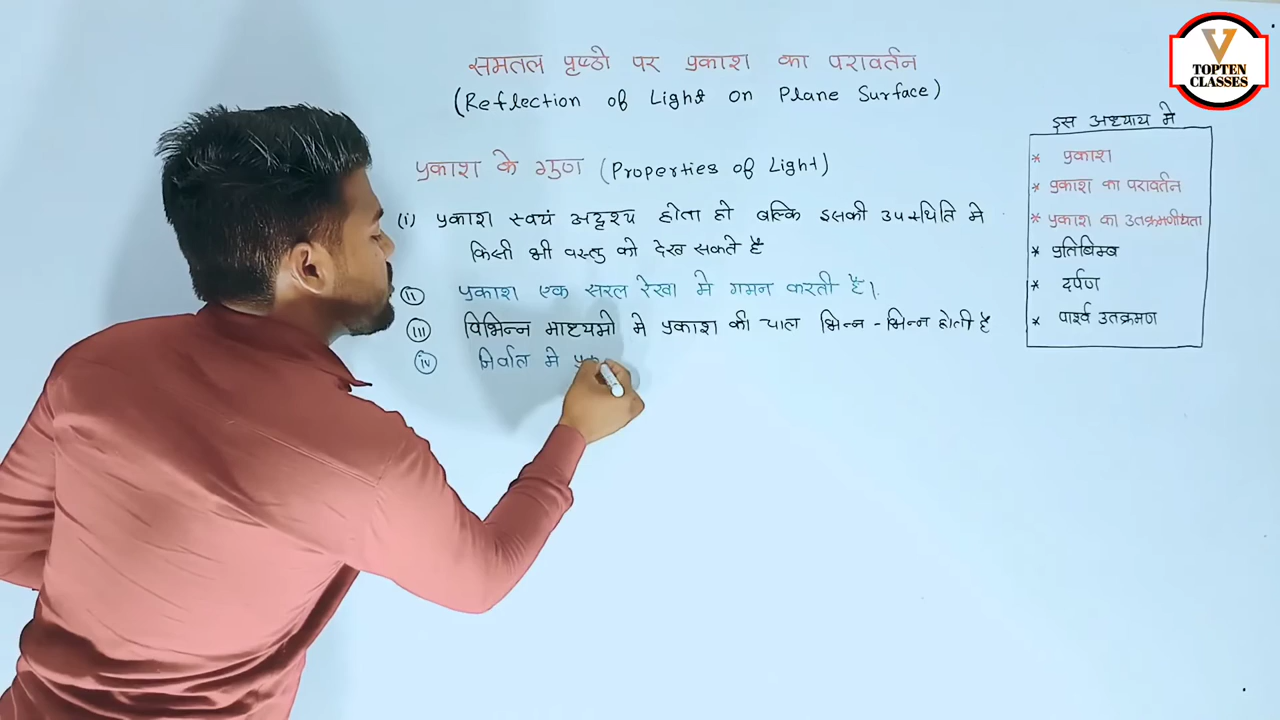 समतल पृष्ठो पर प्रकाश का परावर्तन
(Reflection of Light on Plane Surface)
प्रकाश के गुण (Properties of Light)
(i) प्रकाश स्वयं अदृश्य होता हो बल्कि इसकी उपस्थिति मे
किसी भी वस्तु को देख सकते है
(ii) प्रकाश एक सरल रेखा मे गमन करती है।
(iii) विभिन्न माध्यमो मे प्रकाश की चाल भिन्न - भिन्न होती है
(iv) निर्वात मे
इस अध्याय मे
* प्रकाश
* प्रकाश का परावर्तन
* प्रकाश का उतक्रमणीयता
* प्रतिबिम्ब
* दर्पण
* पार्श्व उतक्रमण
V
TOPTEN
CLASSES